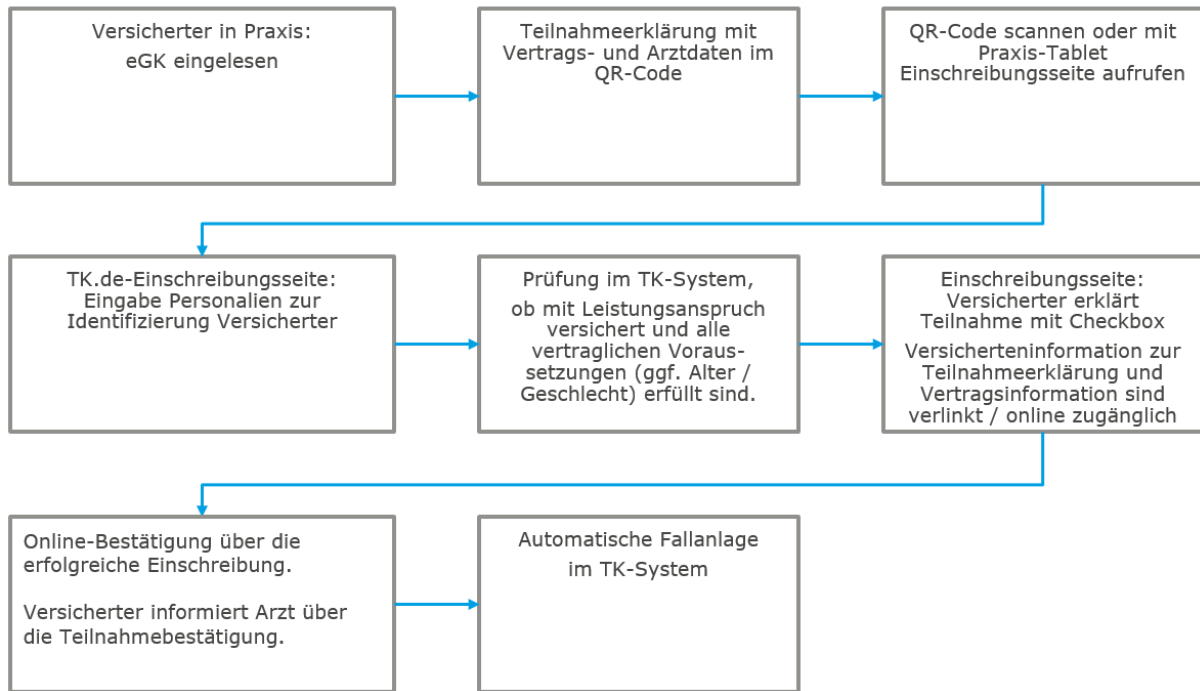 Versicherter in Praxis:
eGK eingelesen
Teilnahmeerklärung mit
Vertrags- und Arztdaten im
QR-Code
QR-Code scannen oder mit
Praxis-Tablet
Einschreibungsseite aufrufen
TK.de-Einschreibungsseite:
Eingabe Personalien zur
Identifizierung Versicherter
Prüfung im TK-System,
ob mit Leistungsanspruch
versichert und alle
vertraglichen Voraus-
setzungen (ggf. Alter /
Geschlecht) erfüllt sind.
Einschreibungsseite:
Versicherter erklärt
Teilnahme mit Checkbox
Versicherteninformation zur
Teilnahmeerklärung und
Vertragsinformation sind
verlinkt / online zugänglich
Online-Bestätigung über die
erfolgreiche Einschreibung.
Versicherter informiert Arzt über
die Teilnahmebestätigung.
Automatische Fallanlage
im TK-System